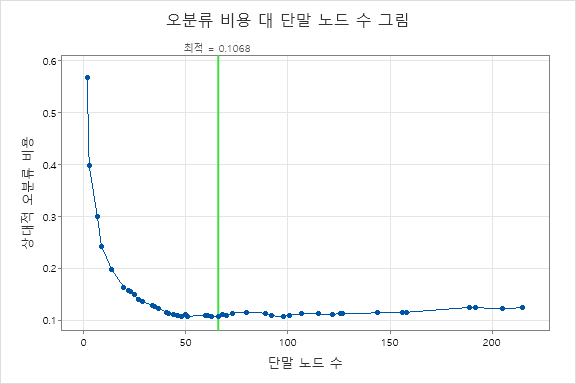 오분류 비용 대 단말 노드 수 그림
최적 = 0.1068
0.6
0.5
0.4
0.3
0.2
0.1
상대적 오분류 비용
0 50 100 150 200
단말 노드 수